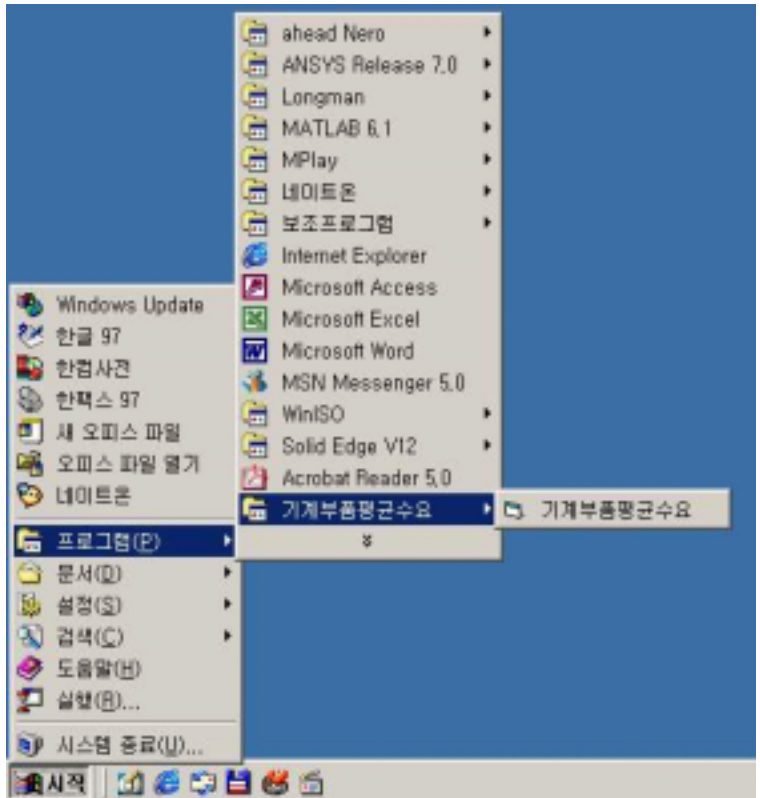 ahead Nero
ANSYS Release 7.0
Longman
MATLAB 6.1
MPlay
네이트온
보조프로그램
Internet Explorer
Microsoft Access
Microsoft Excel
Microsoft Word
MSN Messenger 5.0
WinISO
Solid Edge V12
Acrobat Reader 5.0
기계부품평균수요
기계부품평균수요
Windows Update
한글 97
한컴사전
한팩스 97
새 오피스 파일
오피스 파일 열기
네이트온
프로그램(P)
문서(D)
설정(S)
검색(C)
도움말(H)
실행(R)...
시스템 종료(U)...
시작